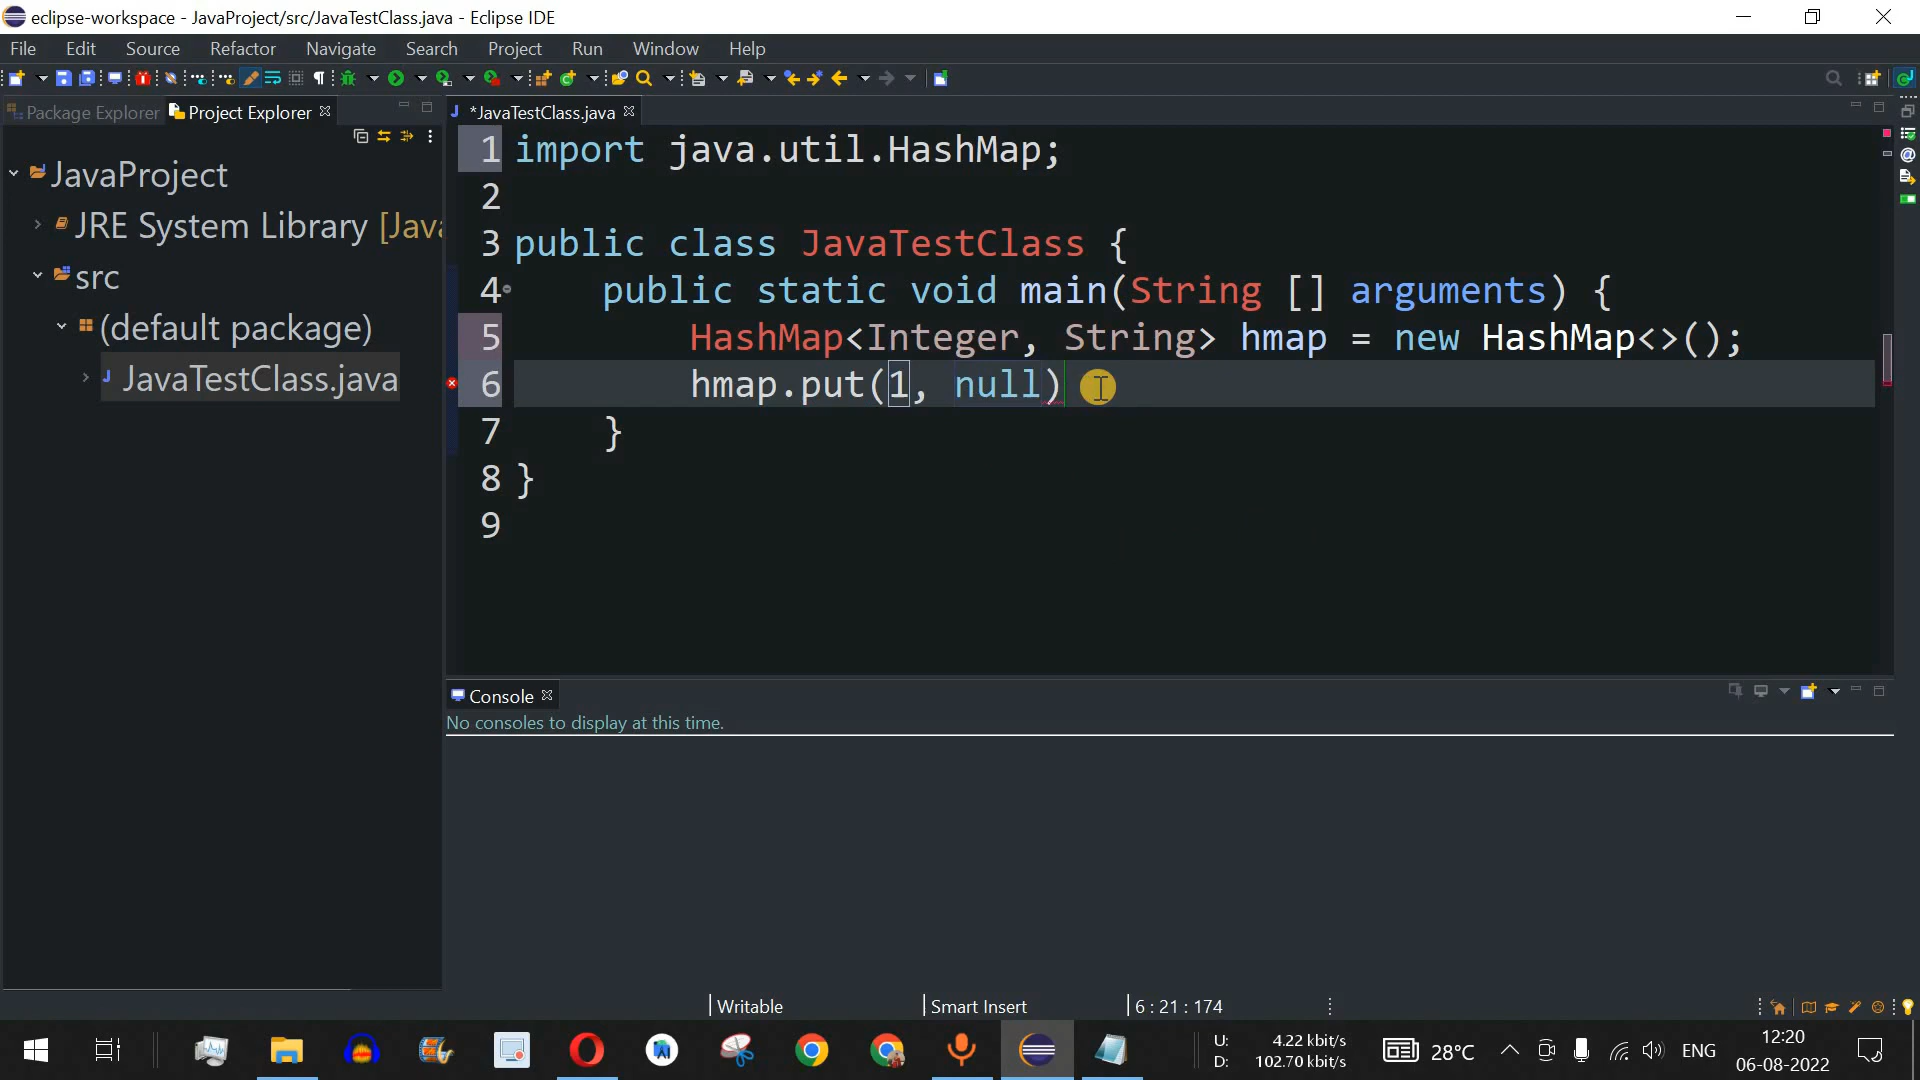 eclipse-workspace - JavaProject/src/JavaTestClass.java - Eclipse IDE
File Edit Source Refactor Navigate Search Project Run Window Help
Package Explorer Project Explorer *JavaTestClass.java
JavaProject
JRE System Library [Java
src
(default package)
JavaTestClass.java
1 import java.util.HashMap;
2
3 public class JavaTestClass {
4 public static void main(String [] arguments) {
5 HashMap<Integer, String> hmap = new HashMap<>();
6 hmap.put(1, null)
7 }
8 }
9
Console
No consoles to display at this time.
Writable Smart Insert 6 : 21 : 174
U: 4.22 kbit/s
D: 102.70 kbit/s
28°C
ENG
12:20
06-08-2022